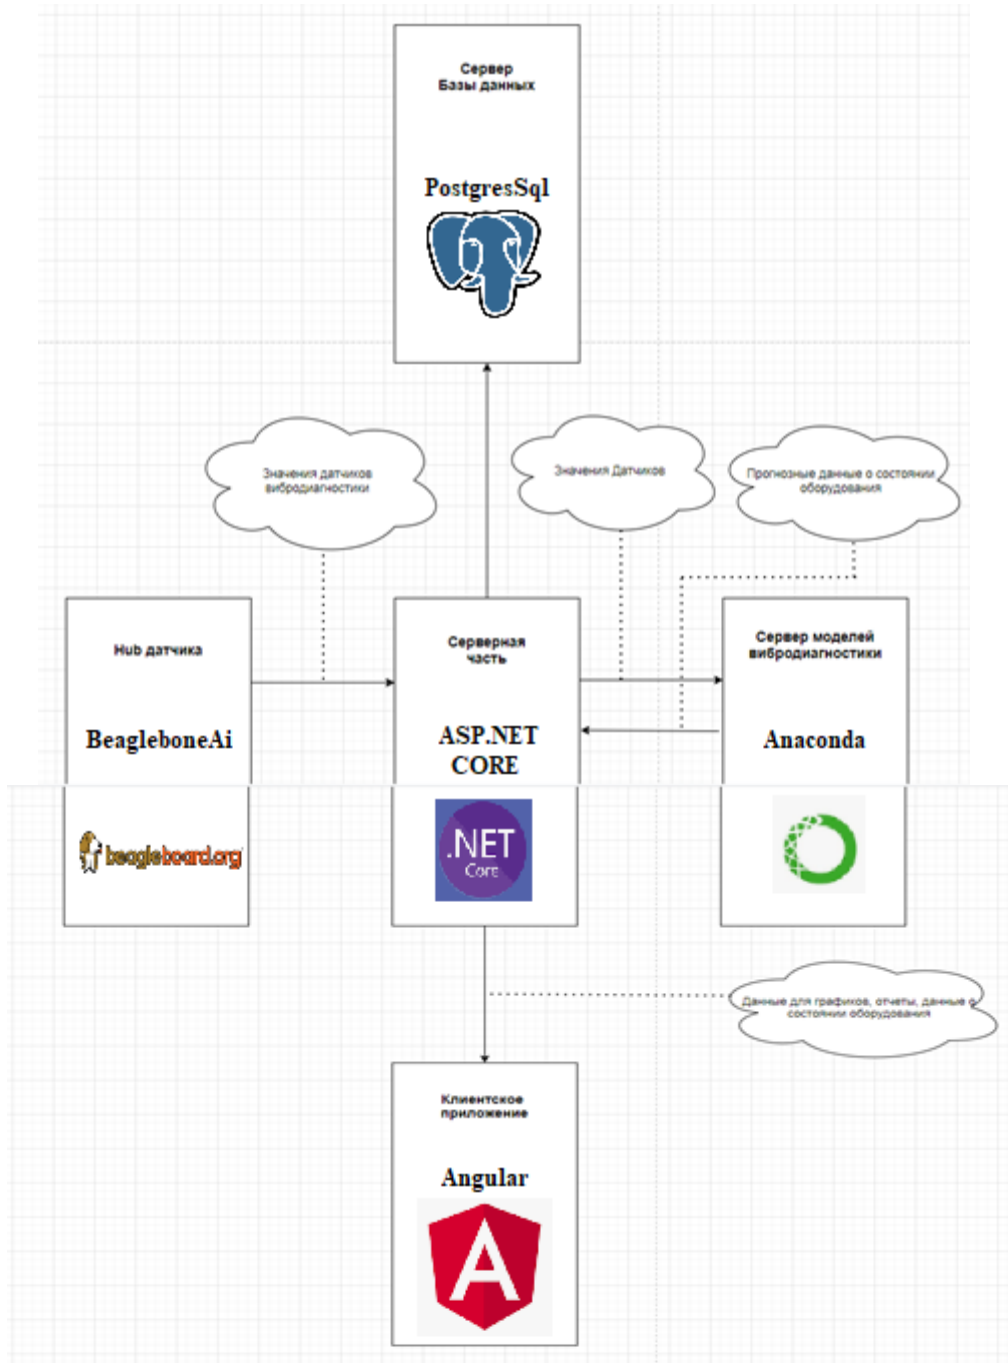 Сервер
Базы данных
PostgresSql
Значения датчиков
вибродиагностики
Значения Датчиков
Прогнозные данные о состоянии
оборудования
Hub датчика
BeagleboneAi
beagleboard.org
Серверная
часть
ASP.NET
CORE
.NET
Core
Сервер моделей
вибродиагностики
Anaconda
Данные для графиков, отчеты, данные о
состоянии оборудования
Клиентское
приложение
Angular
A